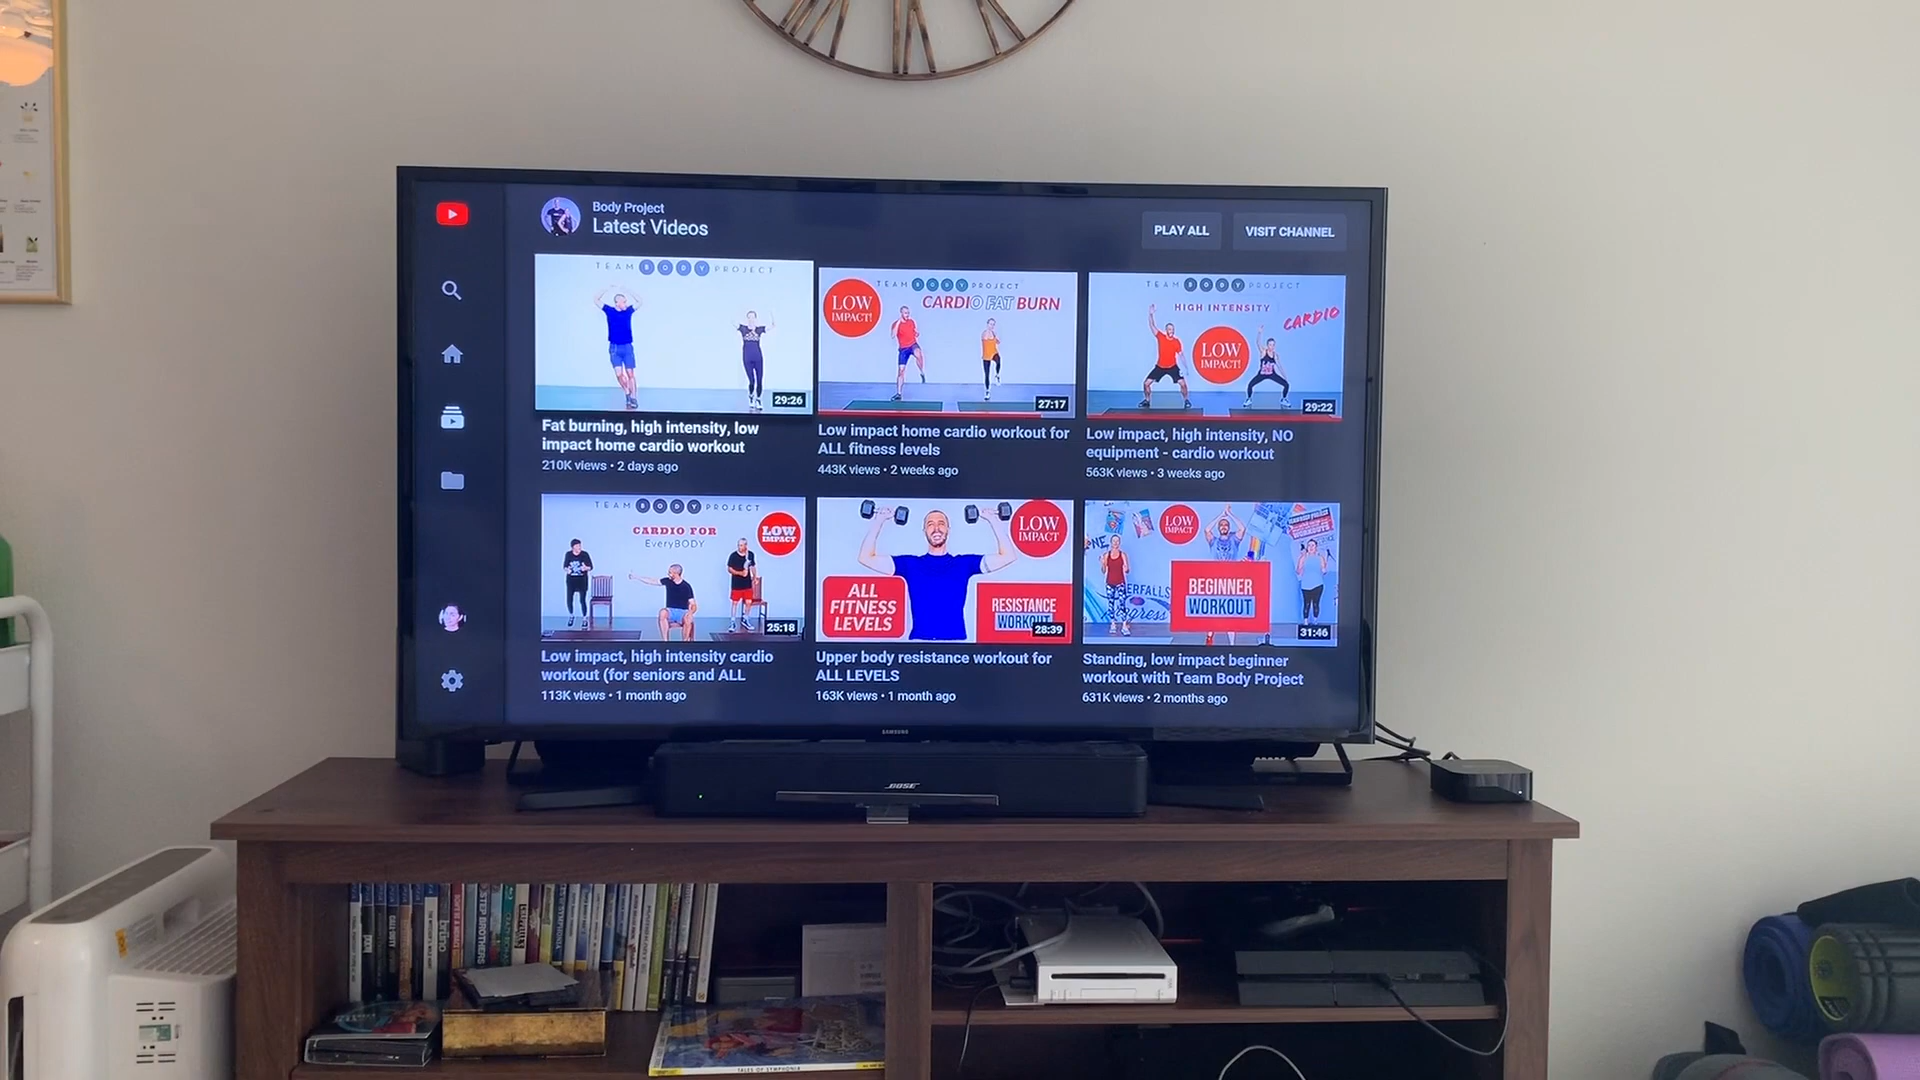 Body Project
Latest Videos
PLAY ALL
VISIT CHANNEL
TEAM BODY PROJECT
29:26
Fat burning, high intensity, low
impact home cardio workout
210K views • 2 days ago
TEAM BODY PROJECT
LOW
IMPACT!
CARDIO FAT BURN
27:17
Low impact home cardio workout for
ALL fitness levels
443K views • 2 weeks ago
TEAM BODY PROJECT
HIGH INTENSITY
CARDIO
LOW
IMPACT!
29:22
Low impact, high intensity, NO
equipment - cardio workout
563K views • 3 weeks ago
TEAM BODY PROJECT
CARDIO FOR
EveryBODY
LOW
IMPACT
25:18
Low impact, high intensity cardio
workout (for seniors and ALL
113K views • 1 month ago
LOW
IMPACT
ALL
FITNESS
LEVELS
RESISTANCE
WORKOUT
28:39
Upper body resistance workout for
ALL LEVELS
163K views • 1 month ago
LOW
IMPACT
BEGINNER
WORKOUT
31:46
Standing, low impact beginner
workout with Team Body Project
631K views • 2 months ago
SAMSUNG
BOSE
STEP BROTHERS
TALES OF SYMPHONIA